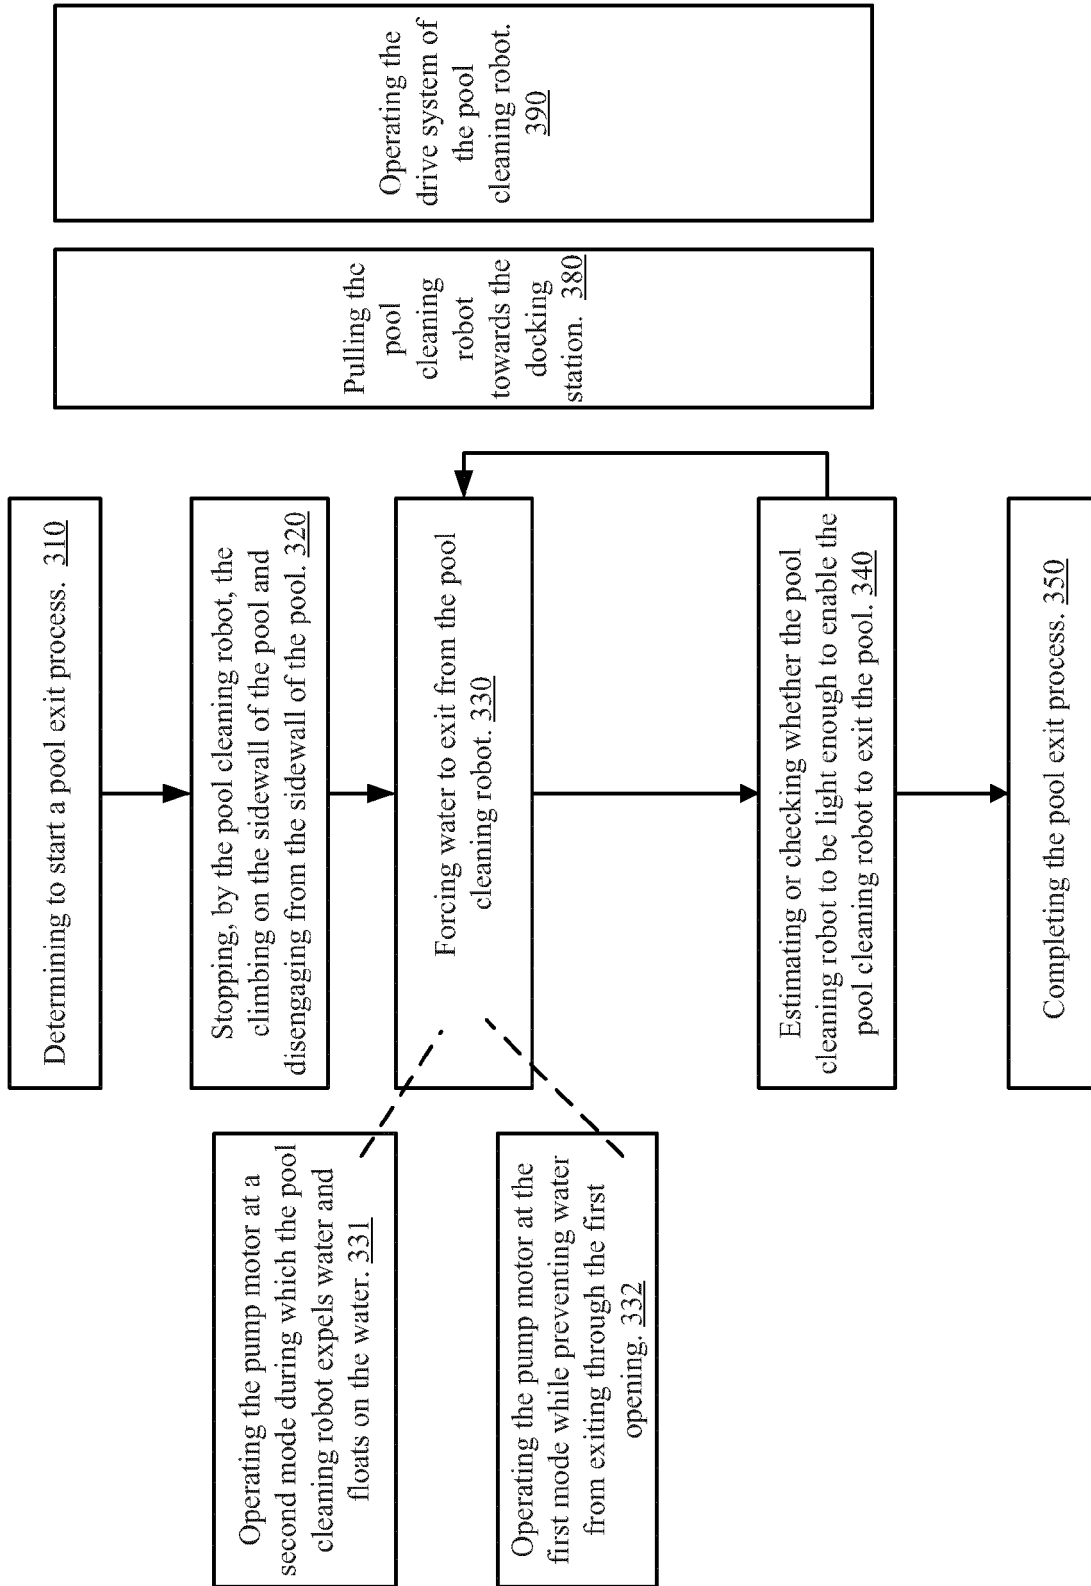 Determining to start a pool exit process. 310
Stopping, by the pool cleaning robot, the
climbing on the sidewall of the pool and
disengaging from the sidewall of the pool. 320
Forcing water to exit from the pool
cleaning robot. 330
Operating the pump motor at a
second mode during which the pool
cleaning robot expels water and
floats on the water. 331
Operating the pump motor at the
first mode while preventing water
from exiting through the first
opening. 332
Estimating or checking whether the pool
cleaning robot to be light enough to enable the
pool cleaning robot to exit the pool. 340
Completing the pool exit process. 350
Pulling the
pool
cleaning
robot
towards the
docking
station. 380
Operating the
drive system of
the pool
cleaning robot.
390